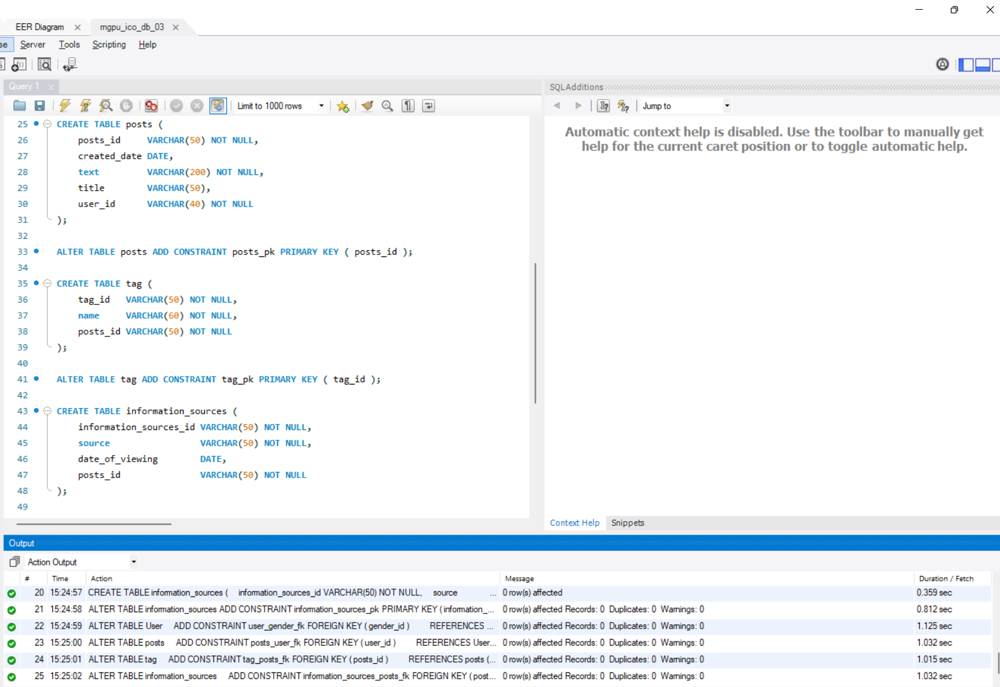 EER Diagram
mgpu_ico_db_03
se Server Tools Scripting Help
Query 1
SQLAdditions
Limit to 1000 rows
Jump to
25 CREATE TABLE posts (
26 posts_id VARCHAR(50) NOT NULL,
27 created_date DATE,
28 text VARCHAR(200) NOT NULL,
29 title VARCHAR(50),
30 user_id VARCHAR(40) NOT NULL
31 );
32
33 ALTER TABLE posts ADD CONSTRAINT posts_pk PRIMARY KEY ( posts_id );
34
35 CREATE TABLE tag (
36 tag_id VARCHAR(50) NOT NULL,
37 name VARCHAR(60) NOT NULL,
38 posts_id VARCHAR(50) NOT NULL
39 );
40
41 ALTER TABLE tag ADD CONSTRAINT tag_pk PRIMARY KEY ( tag_id );
42
43 CREATE TABLE information_sources (
44 information_sources_id VARCHAR(50) NOT NULL,
45 source VARCHAR(50) NOT NULL,
46 date_of_viewing DATE,
47 posts_id VARCHAR(50) NOT NULL
48 );
49
Automatic context help is disabled. Use the toolbar to manually get
help for the current caret position or to toggle automatic help.
Context Help Snippets
Output
Action Output
# Time Action Message Duration / Fetch
20 15:24:57 CREATE TABLE information_sources ( information_sources_id VARCHAR(50) NOT NULL, source ... 0 row(s) affected 0.359 sec
21 15:24:58 ALTER TABLE information_sources ADD CONSTRAINT information_sources_pk PRIMARY KEY ( information_... 0 row(s) affected Records: 0 Duplicates: 0 Warnings: 0 0.812 sec
22 15:24:59 ALTER TABLE User ADD CONSTRAINT user_gender_fk FOREIGN KEY ( gender_id ) REFERENCES ... 0 row(s) affected Records: 0 Duplicates: 0 Warnings: 0 1.125 sec
23 15:25:00 ALTER TABLE posts ADD CONSTRAINT posts_user_fk FOREIGN KEY ( user_id ) REFERENCES User... 0 row(s) affected Records: 0 Duplicates: 0 Warnings: 0 1.032 sec
24 15:25:01 ALTER TABLE tag ADD CONSTRAINT tag_posts_fk FOREIGN KEY ( posts_id ) REFERENCES posts (... 0 row(s) affected Records: 0 Duplicates: 0 Warnings: 0 1.015 sec
25 15:25:02 ALTER TABLE information_sources ADD CONSTRAINT information_sources_posts_fk FOREIGN KEY ( post... 0 row(s) affected Records: 0 Duplicates: 0 Warnings: 0 1.032 sec